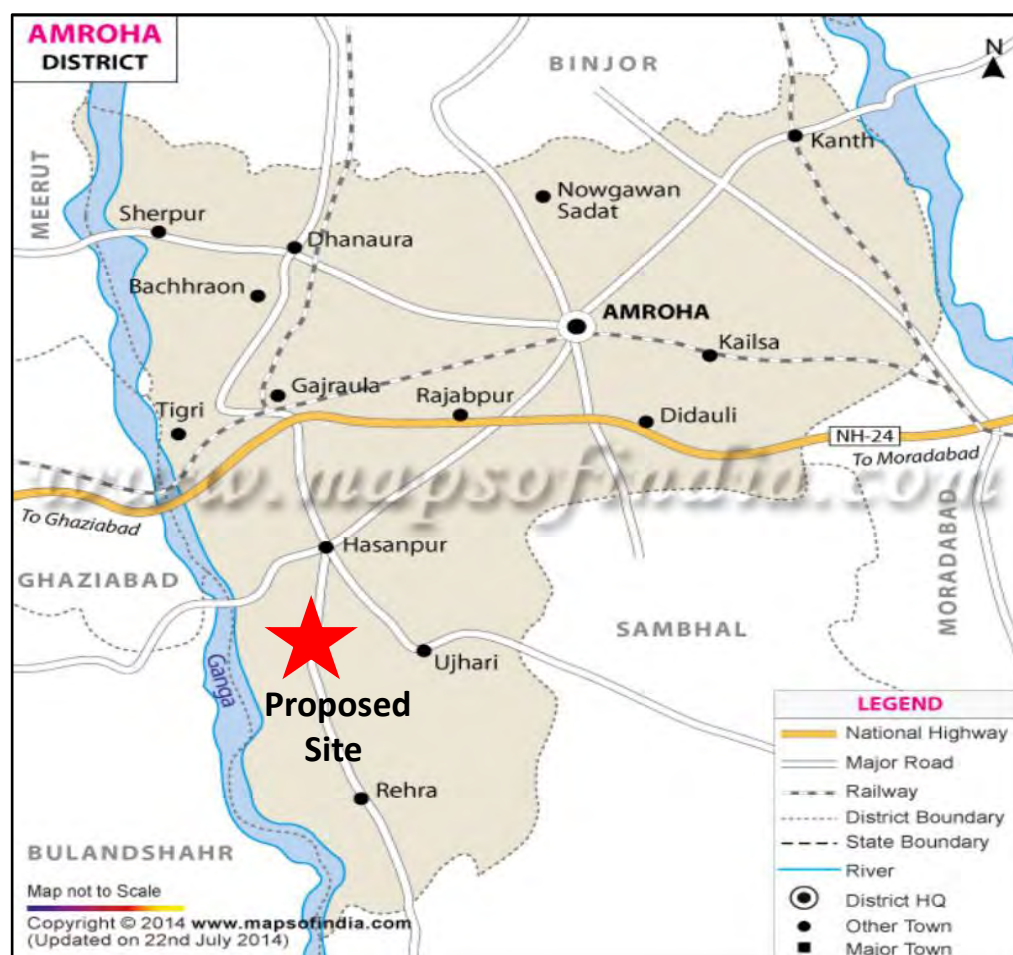 AMROHA
DISTRICT
N
BINJOR
MEERUT
Kanth
Nowgawan
Sadat
Sherpur
Dhanaura
Bachhraon
AMROHA
Kailsa
Gajraula
Rajabpur
Tigri
Didauli
NH-24
To Moradabad
www.mapsofindia.com
To Ghaziabad
Hasanpur
GHAZIABAD
MORADABAD
SAMBHAL
Ujhari
Ganga
Proposed
Site
Rehra
BULANDSHAHR
LEGEND
National Highway
Major Road
Railway
District Boundary
State Boundary
River
District HQ
Other Town
Major Town
Map not to Scale
Copyright © 2014 www.mapsofindia.com
(Updated on 22nd July 2014)